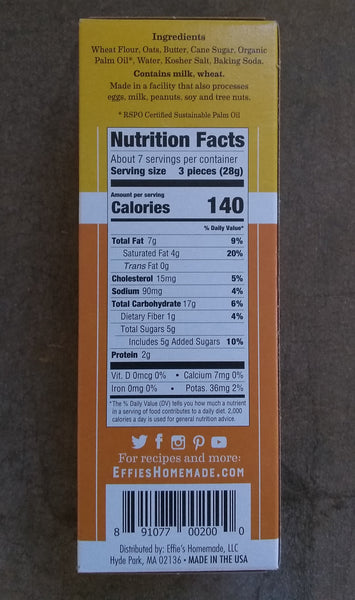 Ingredients
Wheat Flour, Oats, Butter, Cane Sugar, Organic
Palm Oil*, Water, Kosher Salt, Baking Soda.
Contains milk, wheat.
Made in a facility that also processes
eggs, milk, peanuts, soy and tree nuts.
* RSPO Certified Sustainable Palm Oil
Nutrition Facts
About 7 servings per container
Serving size 3 pieces (28g)
Amount per serving
Calories 140
% Daily Value*
Total Fat 7g 9%
Saturated Fat 4g 20%
Trans Fat 0g
Cholesterol 15mg 5%
Sodium 90mg 4%
Total Carbohydrate 17g 6%
Dietary Fiber 1g 4%
Total Sugars 5g
Includes 5g Added Sugars 10%
Protein 2g
Vit. D 0mcg 0% • Calcium 7mg 0%
Iron 0mg 0% • Potas. 36mg 2%
*The % Daily Value (DV) tells you how much a nutrient
in a serving of food contributes to a daily diet. 2,000
calories a day is used for general nutrition advice.
For recipes and more:
EffiesHomemade.com
8 91077 00200 0
Distributed by: Effie's Homemade, LLC
Hyde Park, MA 02136 • MADE IN THE USA